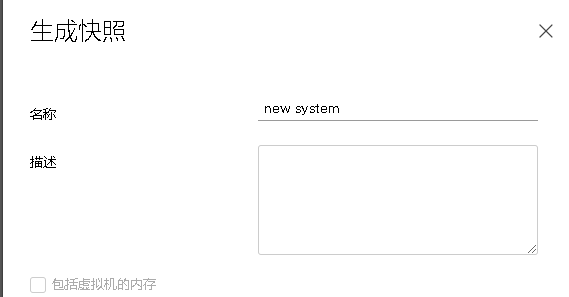 生成快照
名称
new system
描述
包括虚拟机的内存